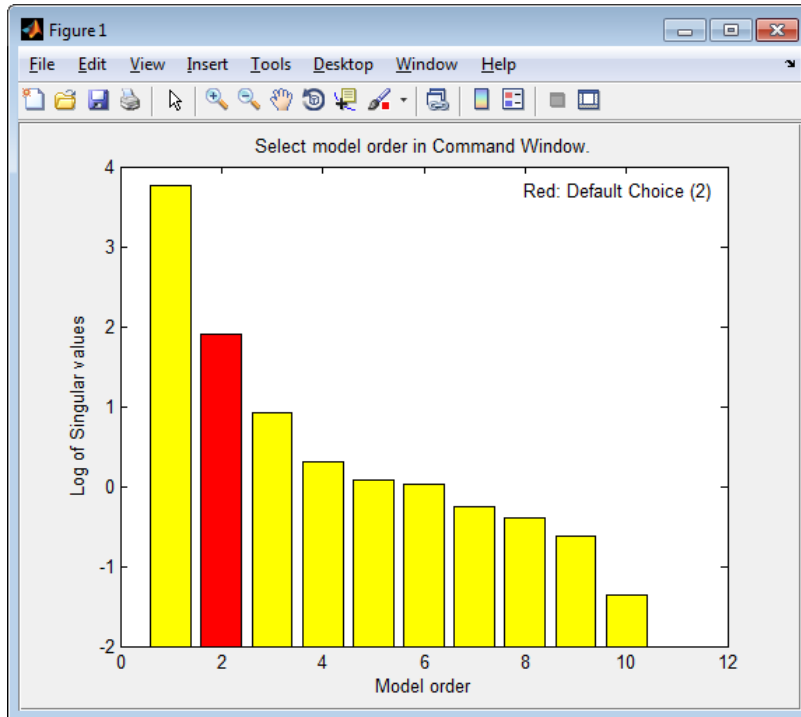 Figure 1
File Edit View Insert Tools Desktop Window Help
Select model order in Command Window.
Red: Default Choice (2)
4
3
2
1
0
-1
-2
Log of Singular values
0 2 4 6 8 10 12
Model order